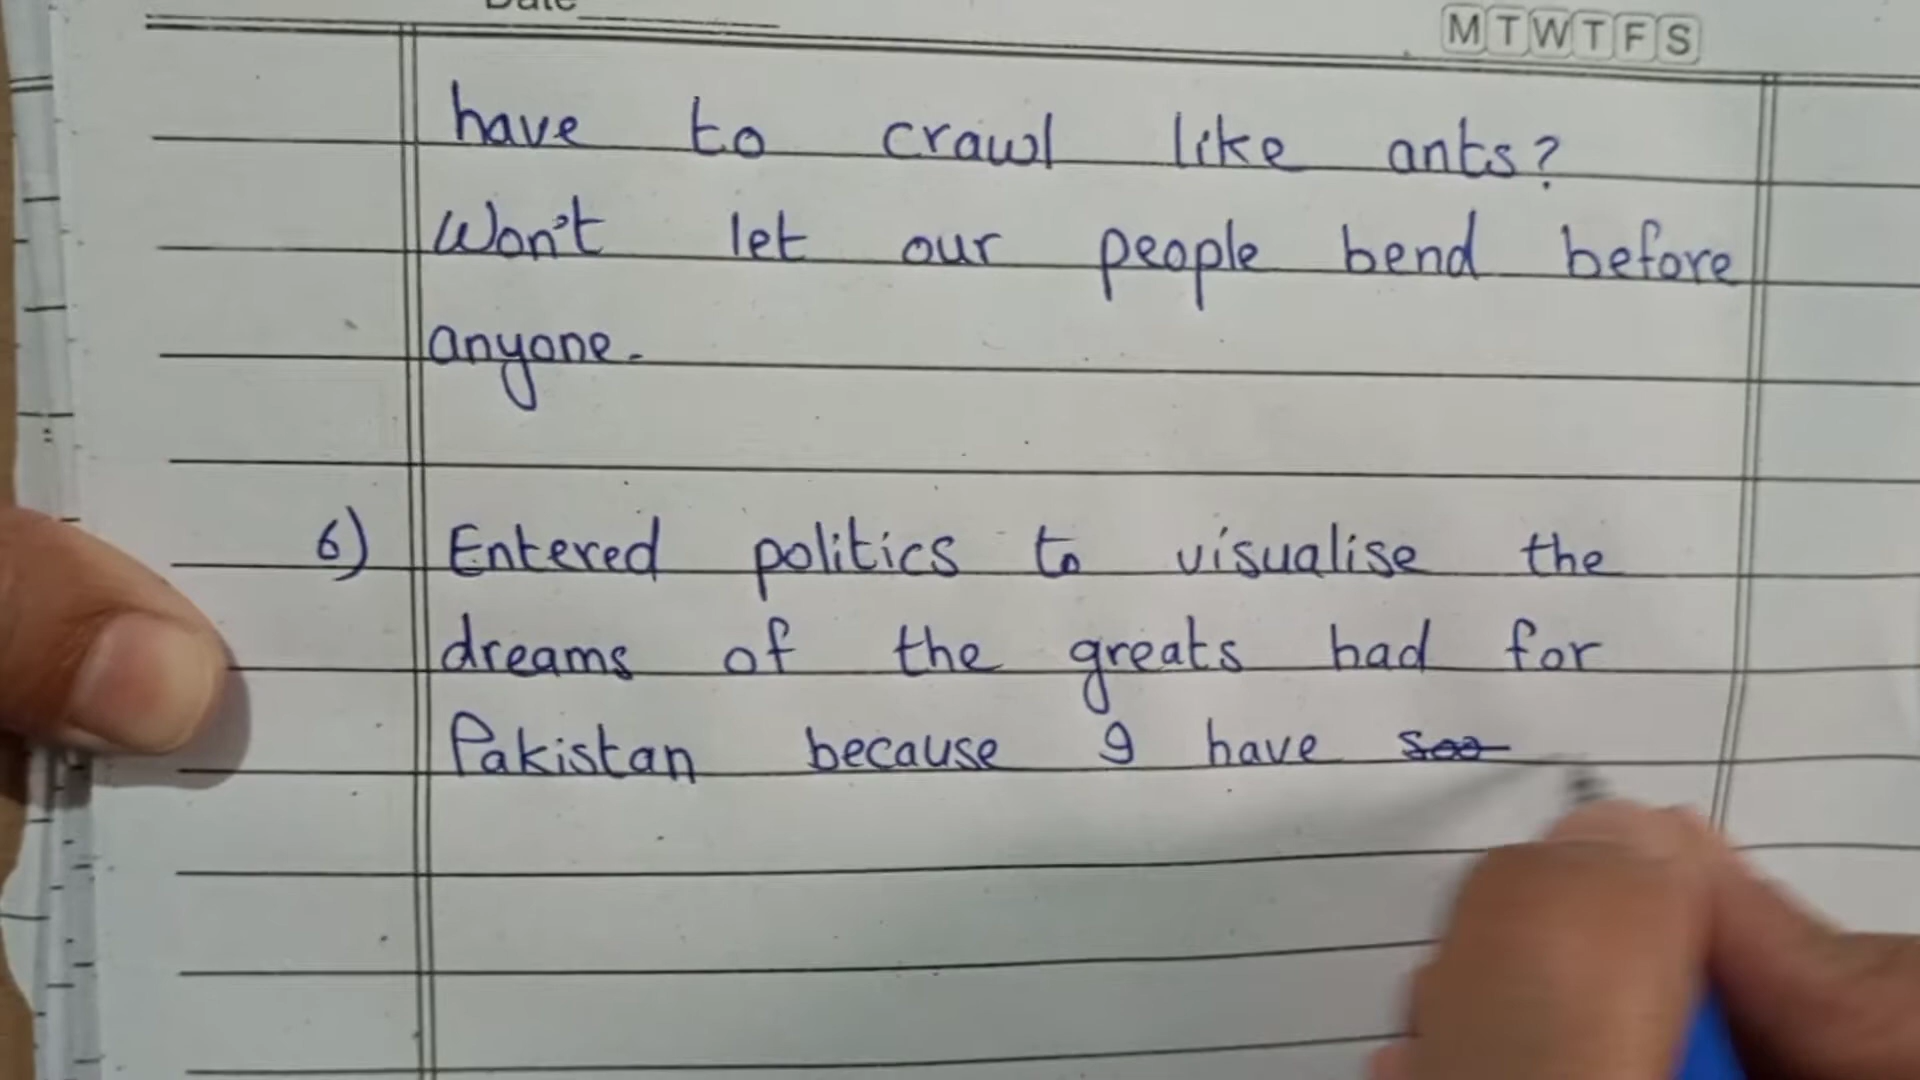 Date
M T W T F S
have to crawl like ants?
Won't let our people bend before
anyone.
6) Entered politics to visualise the
dreams of the greats had for
Pakistan because I have